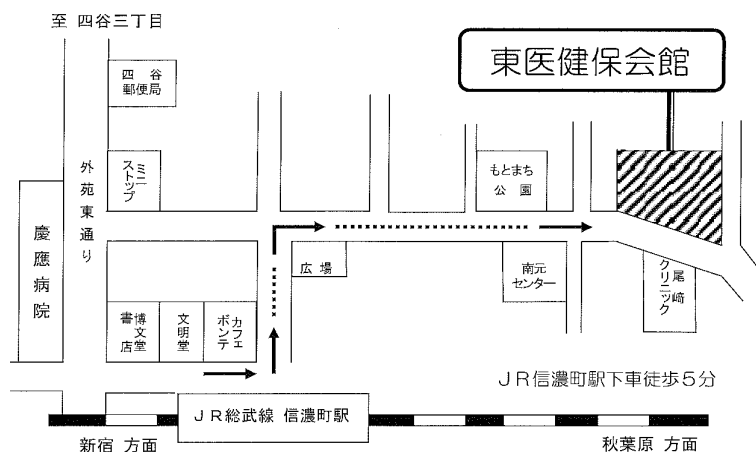 至 四谷三丁目
東医健保会館
四谷
郵便局
ミニ
ストップ
外苑東通り
慶應病院
もとまち
公園
広場
南元
センター
尾崎
クリニック
博文堂
書店
文明堂
カフェ
ポンテ
JR信濃町駅下車徒歩5分
JR総武線 信濃町駅
新宿 方面
秋葉原 方面